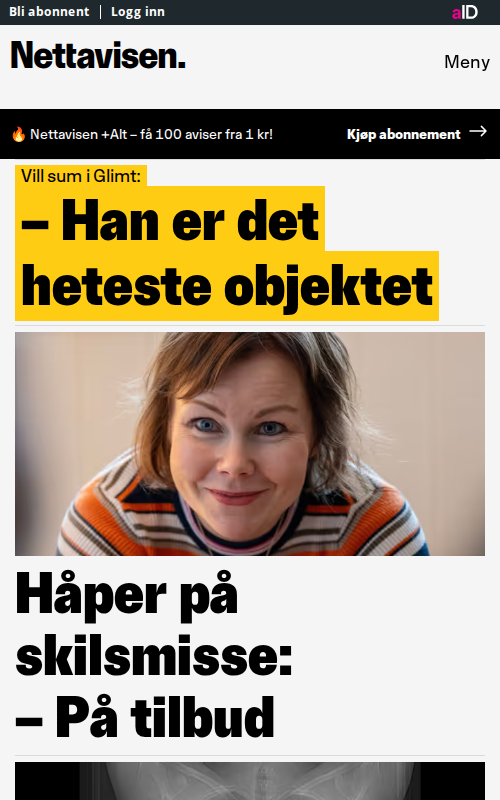 Bli abonnent | Logg inn
aID
Nettavisen.
Meny
🔥 Nettavisen +Alt – få 100 aviser fra 1 kr!
Kjøp abonnement →
Vill sum i Glimt:
– Han er det
heteste objektet
Håper på
skilsmisse:
– På tilbud